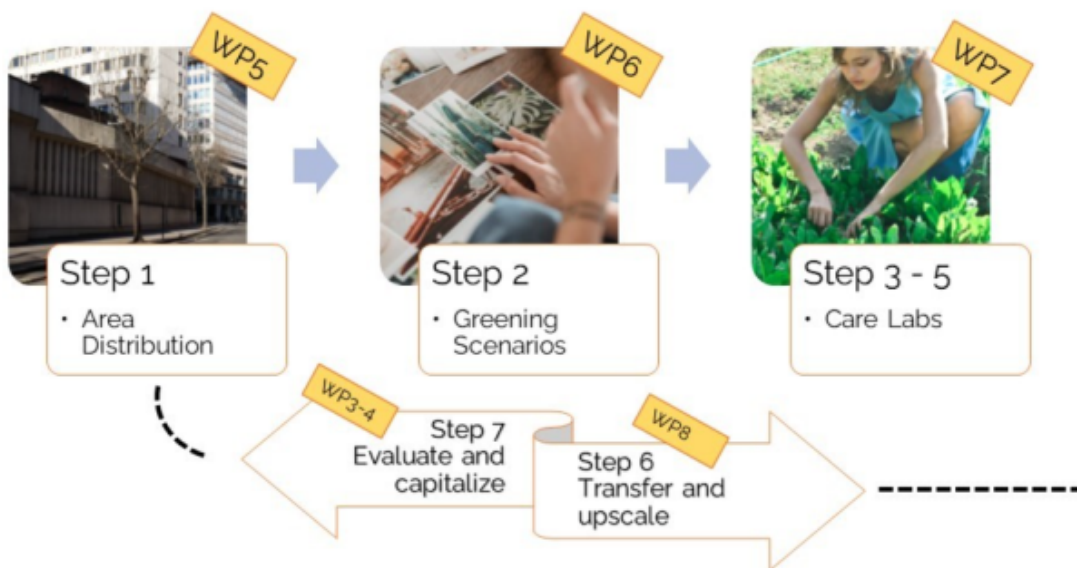 WP5
WP6
WP7
Step 1
• Area
Distribution
Step 2
• Greening
Scenarios
Step 3 - 5
• Care Labs
WP3-4
Step 7
Evaluate and
capitalize
WP8
Step 6
Transfer and
upscale